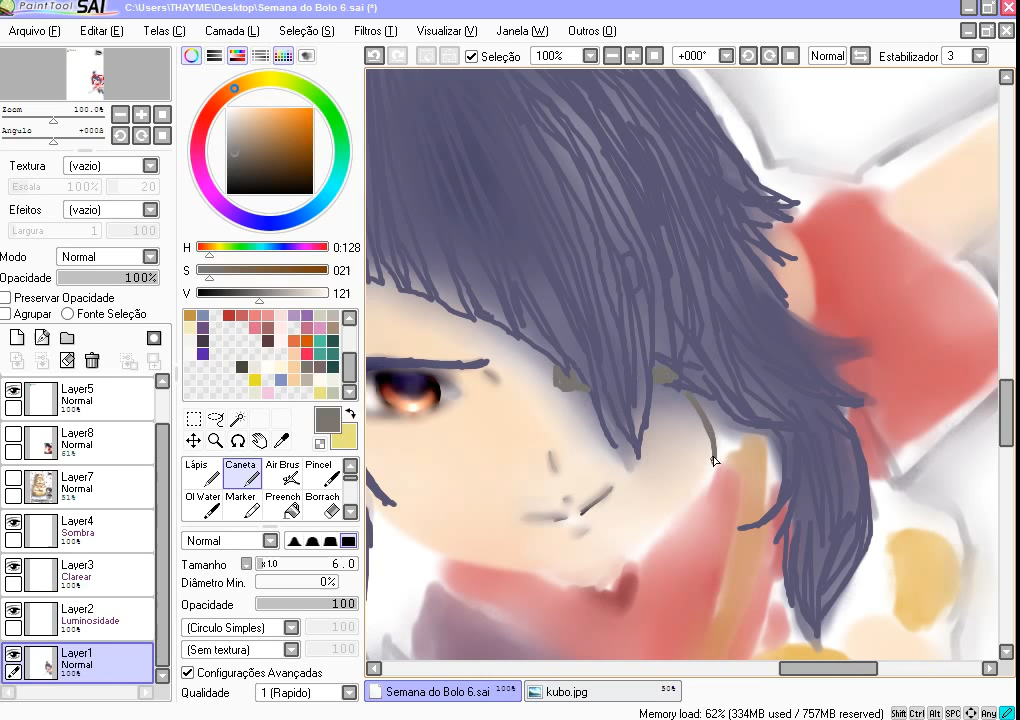 PaintTool SAI C:\Users\THAYME\Desktop\Semana do Bolo 6.sai (*)
Arquivo (F) Editar (E) Telas (C) Camada (L) Seleção (S) Filtros (T) Visualizar (V) Janela (W) Outros (O)
Seleção 100% +000° Normal Estabilizador 3
Zoom 100.0%
Angulo +000°
Textura (vazio)
Escala 100% 20
Efeitos (vazio)
Largura 1 100
Modo Normal
Opacidade 100%
Preservar Opacidade
Agrupar Fonte Seleção
Layer5
Normal
100%
Layer8
Normal
61%
Layer7
Normal
51%
Layer4
Sombra
100%
Layer3
Clarear
100%
Layer2
Luminosidade
100%
Layer1
Normal
100%
H 0:128
S 021
V 121
Lápis Caneta Air Brus Pincel
Oil Water Marker Preench Borrach
Normal
Tamanho x1.0 6.0
Diâmetro Min. 0%
Opacidade 100
(Circulo Simples) 100
(Sem textura) 100
Configurações Avançadas
Qualidade 1 (Rapido)
Semana do Bolo 6.sai 100% kubo.jpg 50%
Memory load: 62% (334MB used / 757MB reserved) Shift Ctrl Alt SPC Any